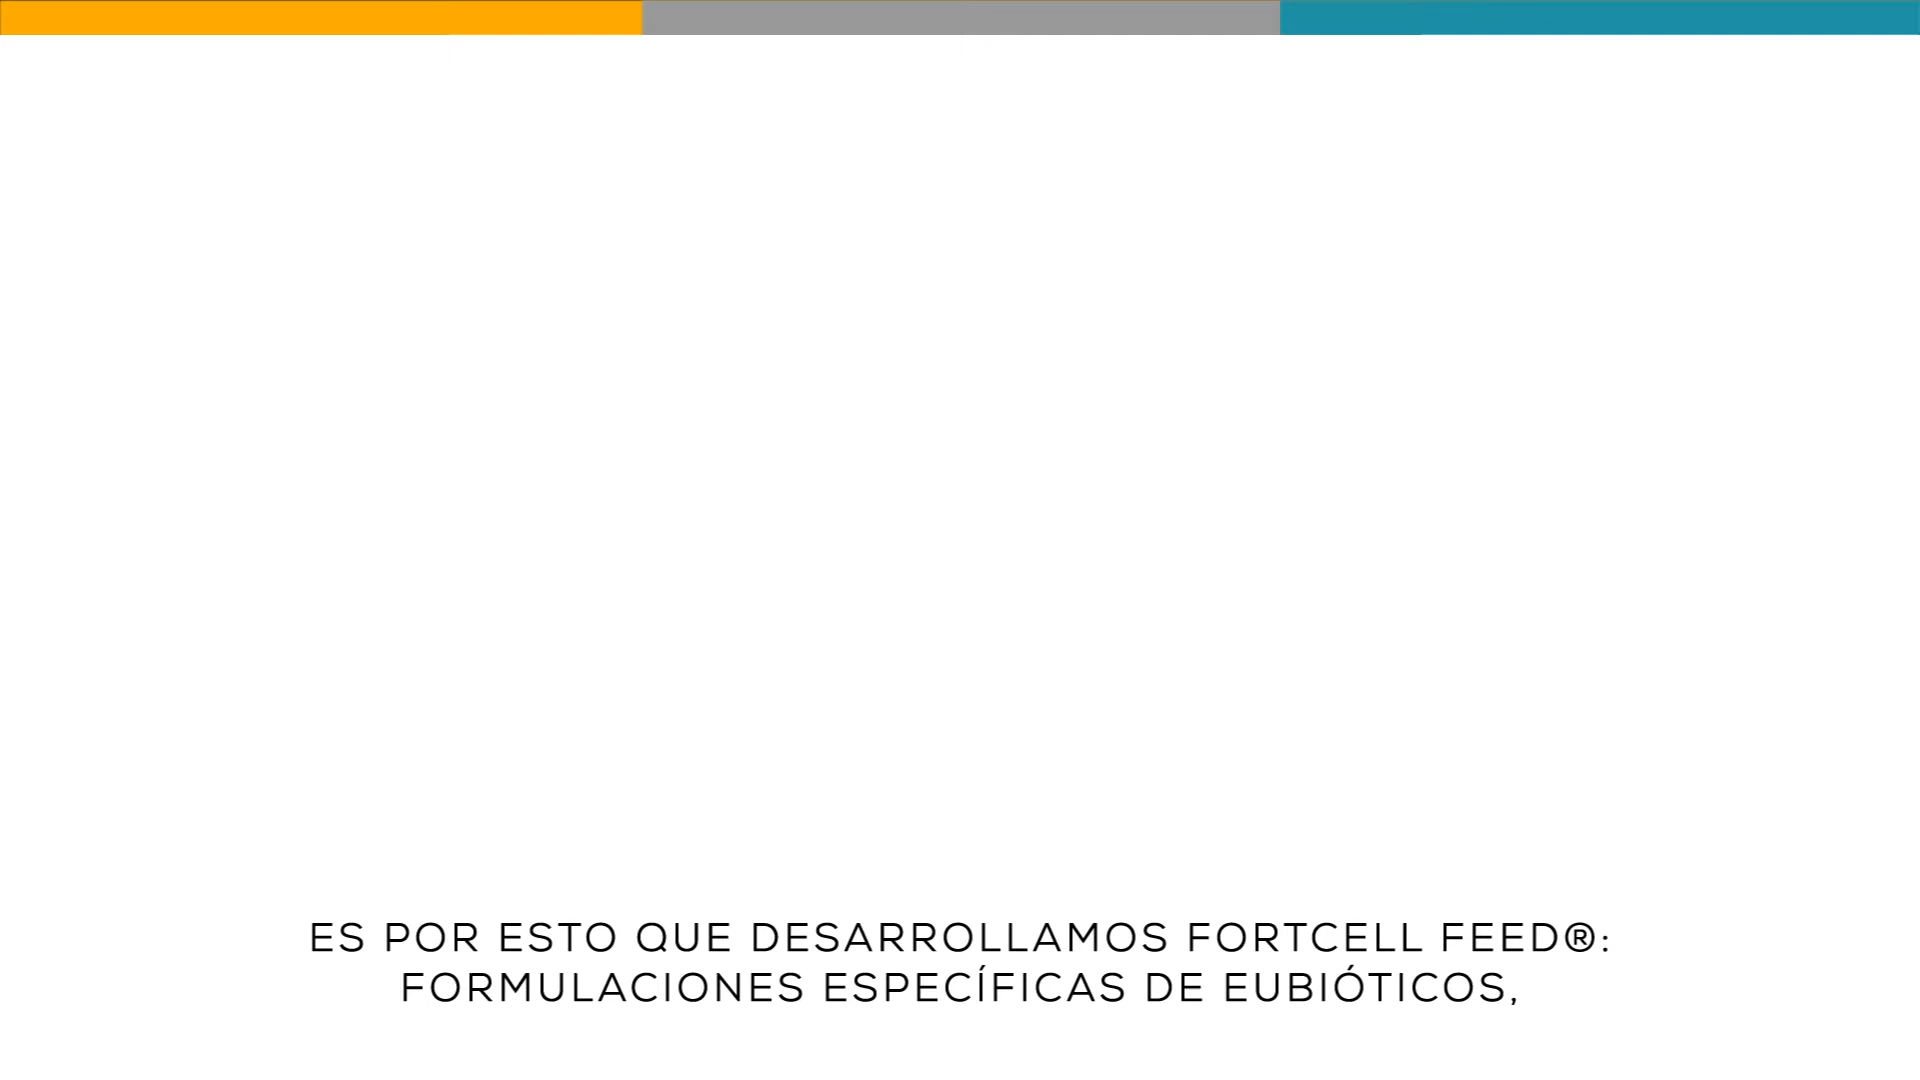 ES POR ESTO QUE DESARROLLAMOS FORTCELL FEED®:
FORMULACIONES ESPECÍFICAS DE EUBIÓTICOS,